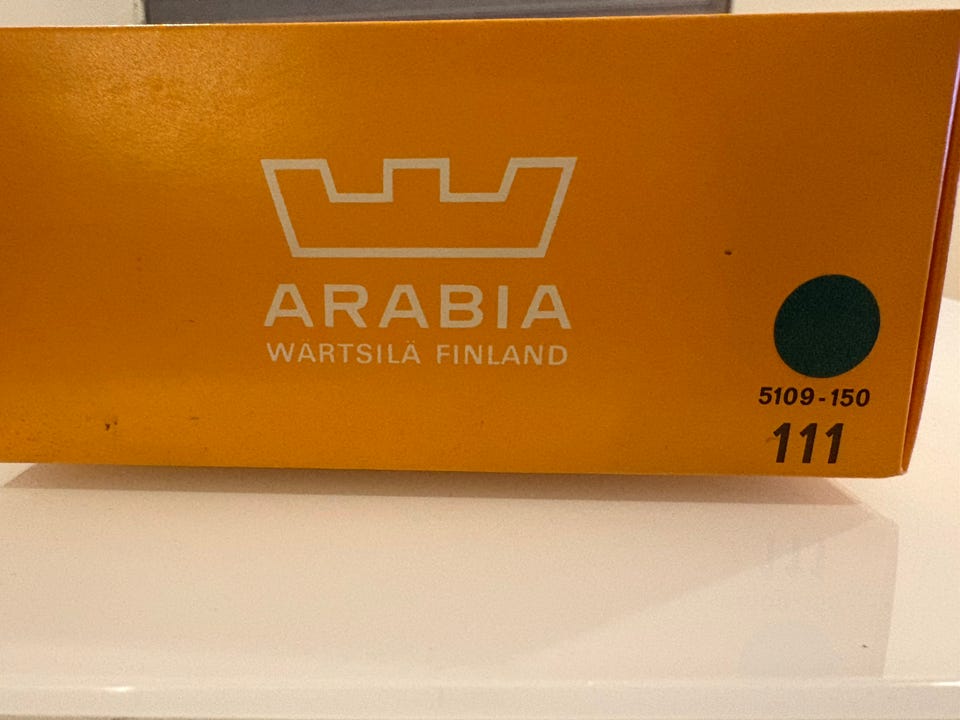 ARABIA
WÄRTSILÄ FINLAND
5109-150
111